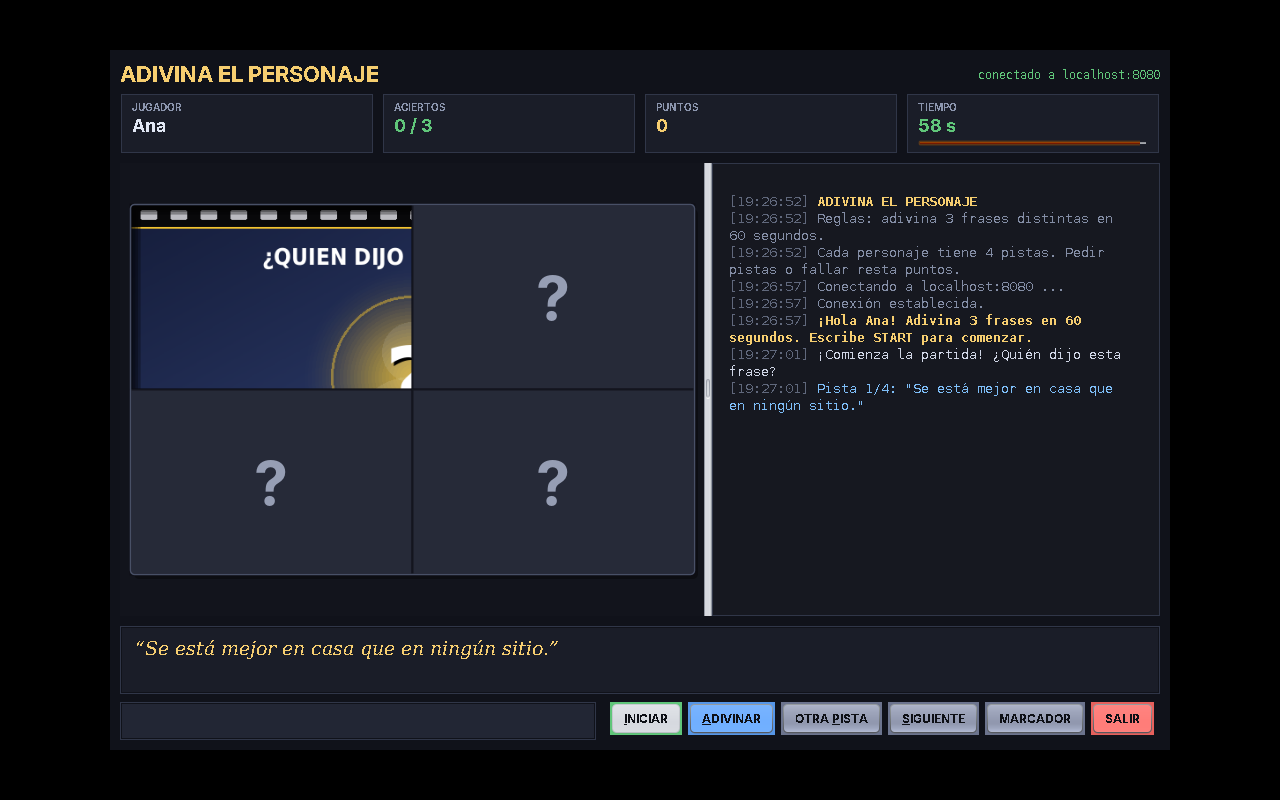 ADIVINA EL PERSONAJE
conectado a localhost:8080
JUGADOR
Ana
ACIERTOS
0 / 3
PUNTOS
0
TIEMPO
58 s
¿QUIEN DIJO
?
?
?
?
[19:26:52] ADIVINA EL PERSONAJE
[19:26:52] Reglas: adivina 3 frases distintas en
60 segundos.
[19:26:52] Cada personaje tiene 4 pistas. Pedir
pistas o fallar resta puntos.
[19:26:57] Conectando a localhost:8080 ...
[19:26:57] Conexión establecida.
[19:26:57] ¡Hola Ana! Adivina 3 frases en 60
segundos. Escribe START para comenzar.
[19:27:01] ¡Comienza la partida! ¿Quién dijo esta
frase?
[19:27:01] Pista 1/4: "Se está mejor en casa que
en ningún sitio."
“Se está mejor en casa que en ningún sitio.”
INICIAR
ADIVINAR
OTRA PISTA
SIGUIENTE
MARCADOR
SALIR